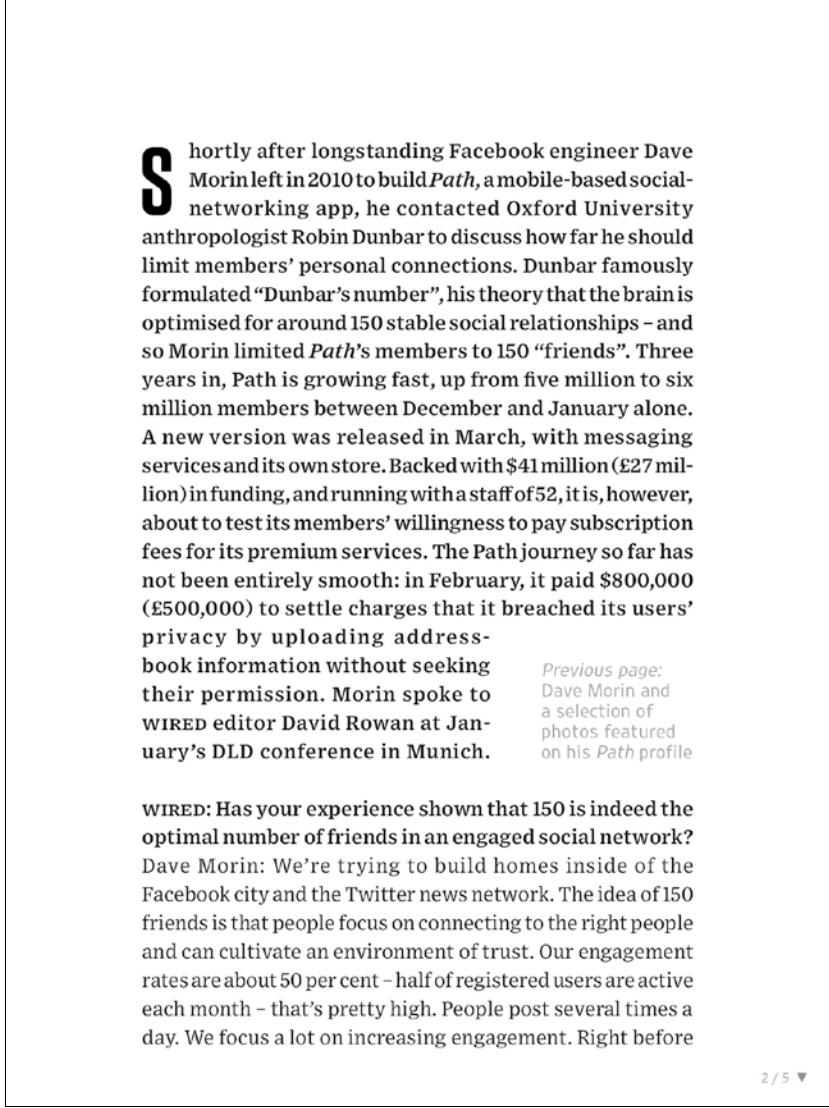 Shortly after longstanding Facebook engineer Dave
Morin left in 2010 to build Path, a mobile-based social-
networking app, he contacted Oxford University
anthropologist Robin Dunbar to discuss how far he should
limit members’ personal connections. Dunbar famously
formulated “Dunbar’s number”, his theory that the brain is
optimised for around 150 stable social relationships – and
so Morin limited Path’s members to 150 “friends”. Three
years in, Path is growing fast, up from five million to six
million members between December and January alone.
A new version was released in March, with messaging
services and its own store. Backed with $41 million (£27 mil-
lion) in funding, and running with a staff of 52, it is, however,
about to test its members’ willingness to pay subscription
fees for its premium services. The Path journey so far has
not been entirely smooth: in February, it paid $800,000
(£500,000) to settle charges that it breached its users’
privacy by uploading address-
book information without seeking
their permission. Morin spoke to
WIRED editor David Rowan at Jan-
uary’s DLD conference in Munich.
Previous page:
Dave Morin and
a selection of
photos featured
on his Path profile
WIRED: Has your experience shown that 150 is indeed the
optimal number of friends in an engaged social network?
Dave Morin: We’re trying to build homes inside of the
Facebook city and the Twitter news network. The idea of 150
friends is that people focus on connecting to the right people
and can cultivate an environment of trust. Our engagement
rates are about 50 per cent – half of registered users are active
each month – that’s pretty high. People post several times a
day. We focus a lot on increasing engagement. Right before
2 / 5 ▼